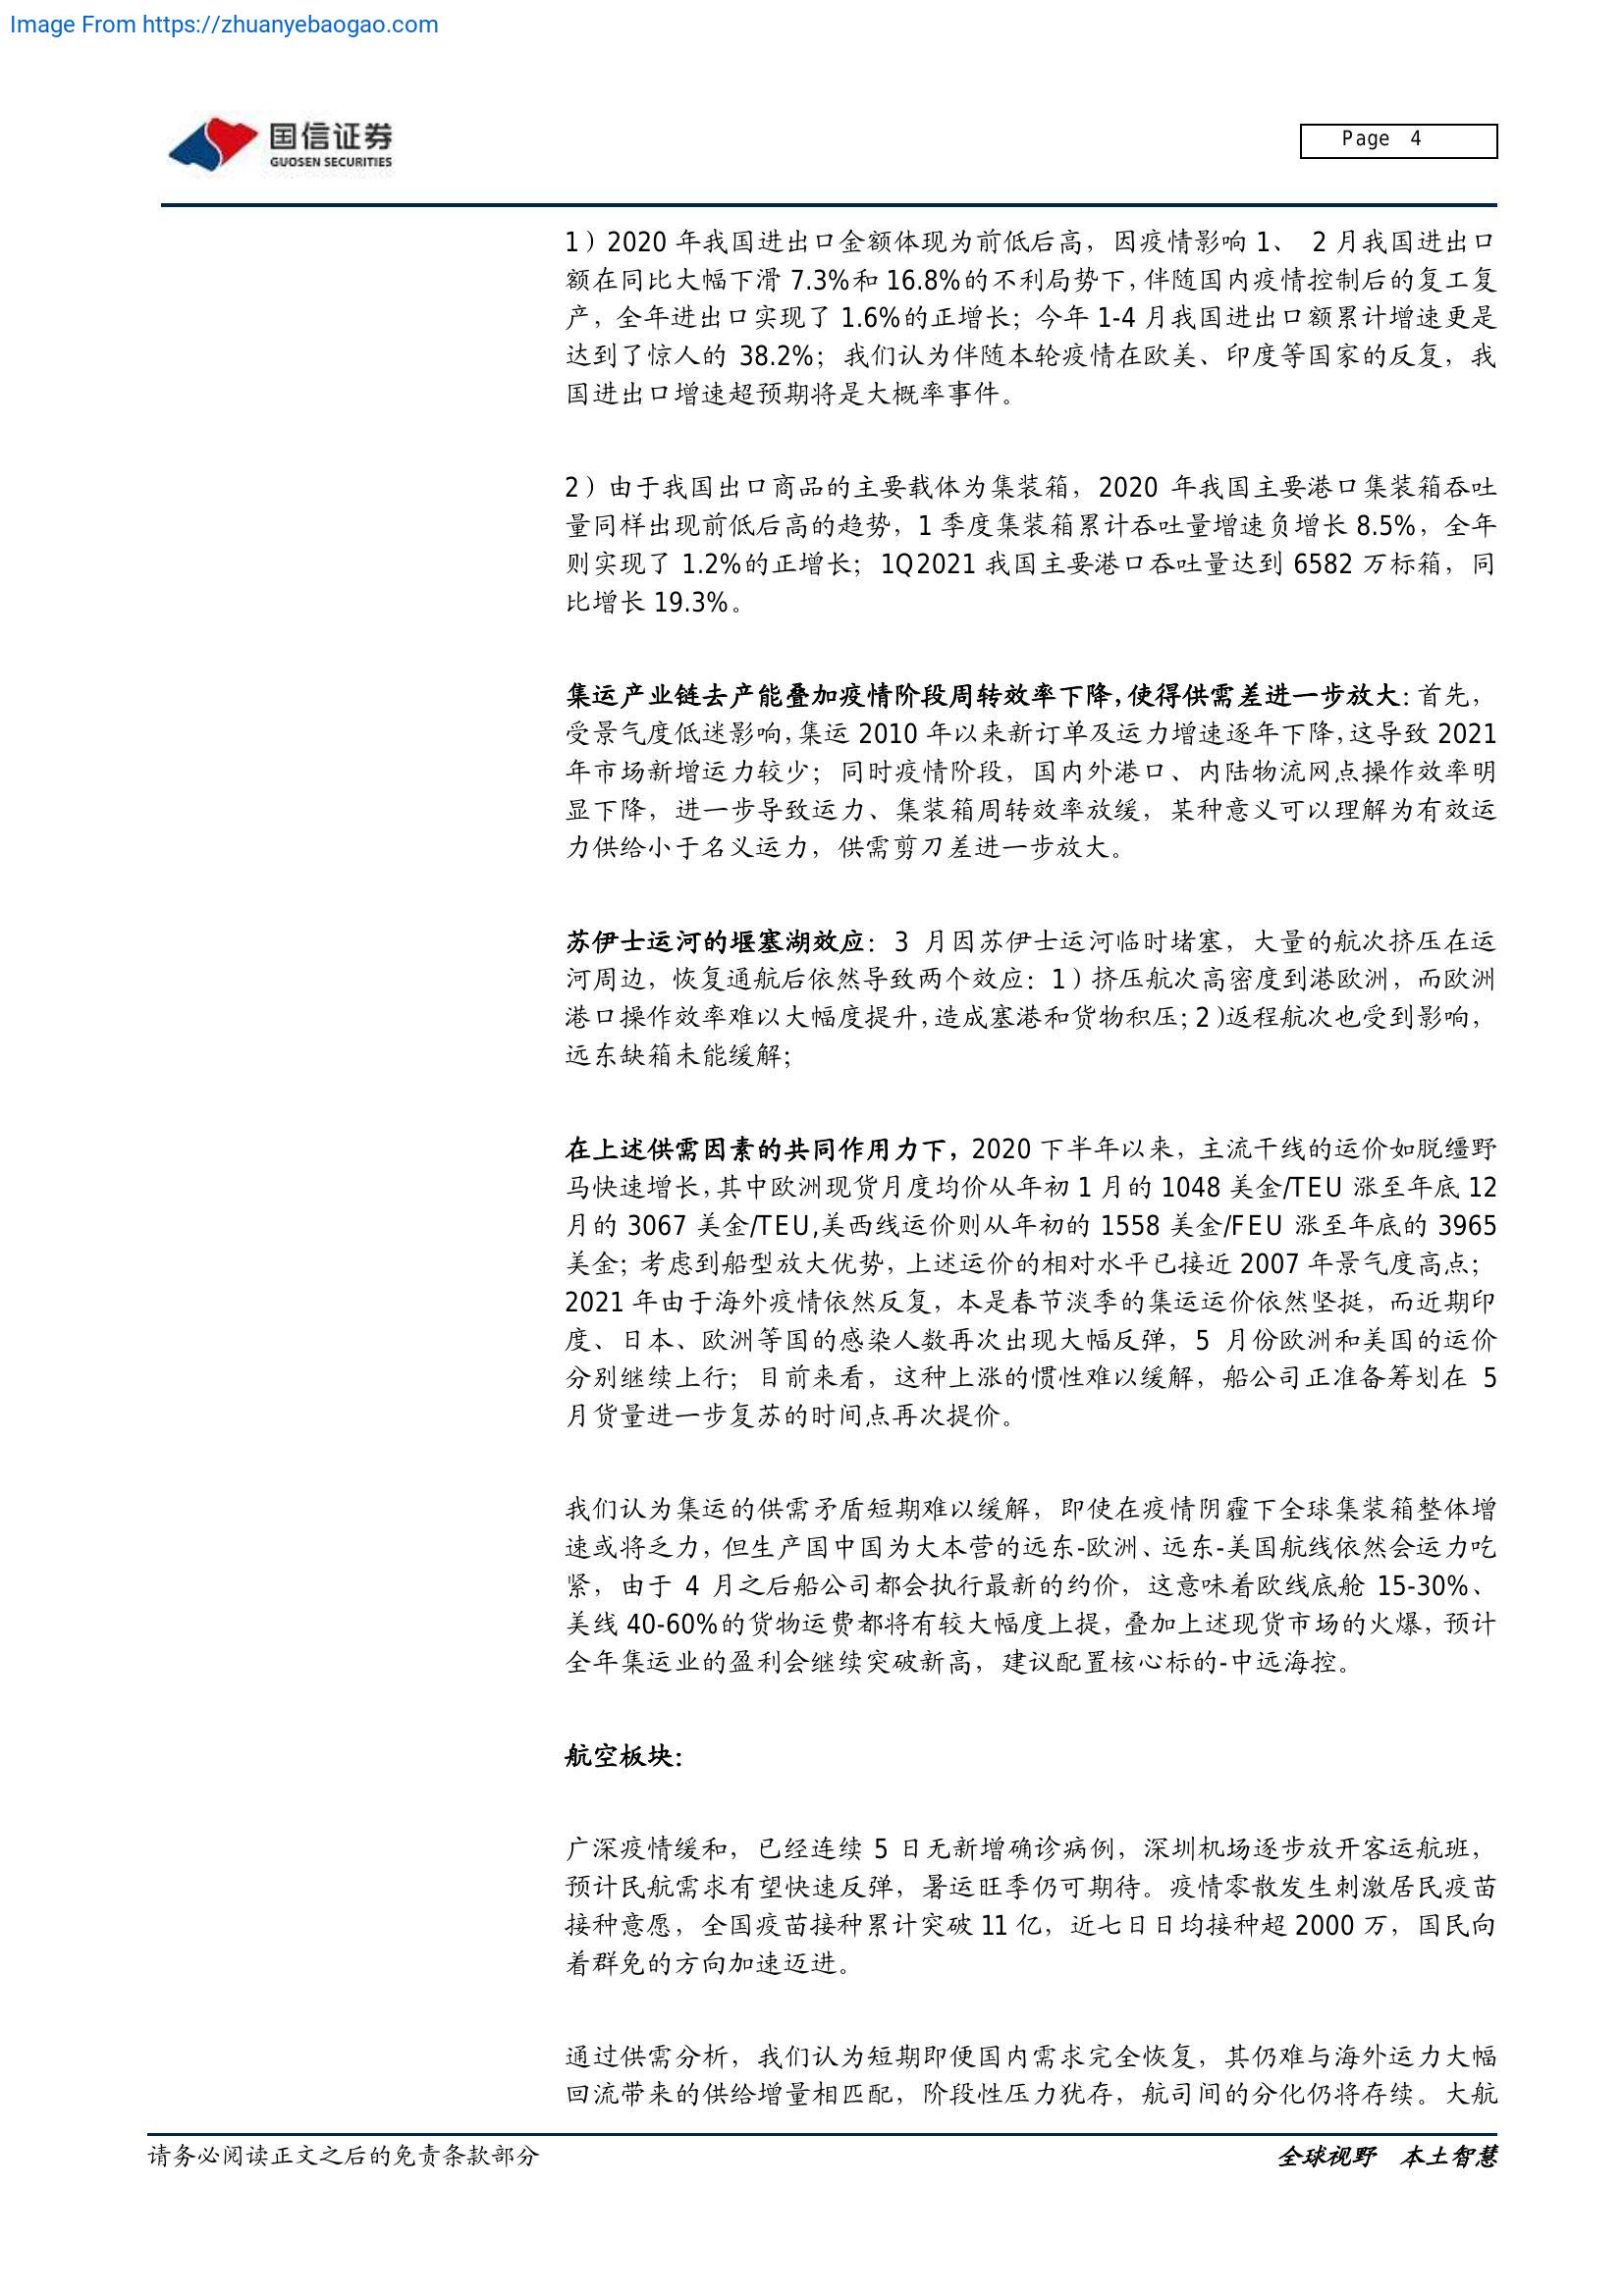 Image From https://zhuanyebaogao.com
国信证券
GUOSEN SECURITIES
Page 4
1）2020 年我国进出口金额体现为前低后高，因疫情影响 1、 2 月我国进出口
额在同比大幅下滑 7.3%和 16.8%的不利局势下，伴随国内疫情控制后的复工复
产，全年进出口实现了 1.6%的正增长；今年 1-4 月我国进出口额累计增速更是
达到了惊人的 38.2%；我们认为伴随本轮疫情在欧美、印度等国家的反复，我
国进出口增速超预期将是大概率事件。
2）由于我国出口商品的主要载体为集装箱，2020 年我国主要港口集装箱吞吐
量同样出现前低后高的趋势，1 季度集装箱累计吞吐量增速负增长 8.5%，全年
则实现了 1.2%的正增长；1Q2021 我国主要港口吞吐量达到 6582 万标箱，同
比增长 19.3%。
集运产业链去产能叠加疫情阶段周转效率下降，使得供需差进一步放大：首先，
受景气度低迷影响，集运 2010 年以来新订单及运力增速逐年下降，这导致 2021
年市场新增运力较少；同时疫情阶段，国内外港口、内陆物流网点操作效率明
显下降，进一步导致运力、集装箱周转效率放缓，某种意义可以理解为有效运
力供给小于名义运力，供需剪刀差进一步放大。
苏伊士运河的堰塞湖效应：3 月因苏伊士运河临时堵塞，大量的航次挤压在运
河周边，恢复通航后依然导致两个效应：1）挤压航次高密度到港欧洲，而欧洲
港口操作效率难以大幅度提升，造成塞港和货物积压；2）返程航次也受到影响，
远东缺箱未能缓解；
在上述供需因素的共同作用力下，2020 下半年以来，主流干线的运价如脱缰野
马快速增长，其中欧洲现货月度均价从年初 1 月的 1048 美金/TEU 涨至年底 12
月的 3067 美金/TEU,美西线运价则从年初的 1558 美金/FEU 涨至年底的 3965
美金；考虑到船型放大优势，上述运价的相对水平已接近 2007 年景气度高点；
2021 年由于海外疫情依然反复，本是春节淡季的集运运价依然坚挺，而近期印
度、日本、欧洲等国的感染人数再次出现大幅反弹，5 月份欧洲和美国的运价
分别继续上行；目前来看，这种上涨的惯性难以缓解，船公司正准备筹划在 5
月货量进一步复苏的时间点再次提价。
我们认为集运的供需矛盾短期难以缓解，即使在疫情阴霾下全球集装箱整体增
速或将乏力，但生产国中国为大本营的远东-欧洲、远东-美国航线依然会运力吃
紧，由于 4 月之后船公司都会执行最新的约价，这意味着欧线底舱 15-30%、
美线 40-60%的货物运费都将有较大幅度上提，叠加上述现货市场的火爆，预计
全年集运业的盈利会继续突破新高，建议配置核心标的-中远海控。
航空板块：
广深疫情缓和，已经连续 5 日无新增确诊病例，深圳机场逐步放开客运航班，
预计民航需求有望快速反弹，暑运旺季仍可期待。疫情零散发生刺激居民疫苗
接种意愿，全国疫苗接种累计突破 11 亿，近七日日均接种超 2000 万，国民向
着群免的方向加速迈进。
通过供需分析，我们认为短期即便国内需求完全恢复，其仍难与海外运力大幅
回流带来的供给增量相匹配，阶段性压力犹存，航司间的分化仍将存续。大航
请务必阅读正文之后的免责条款部分
全球视野 本土智慧